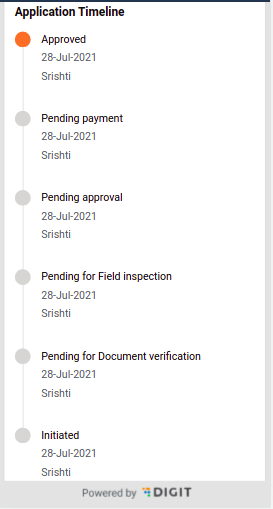 Application Timeline
Approved
28-Jul-2021
Srishti
Pending payment
28-Jul-2021
Srishti
Pending approval
28-Jul-2021
Srishti
Pending for Field inspection
28-Jul-2021
Srishti
Pending for Document verification
28-Jul-2021
Srishti
Initiated
28-Jul-2021
Srishti
Powered by DIGIT